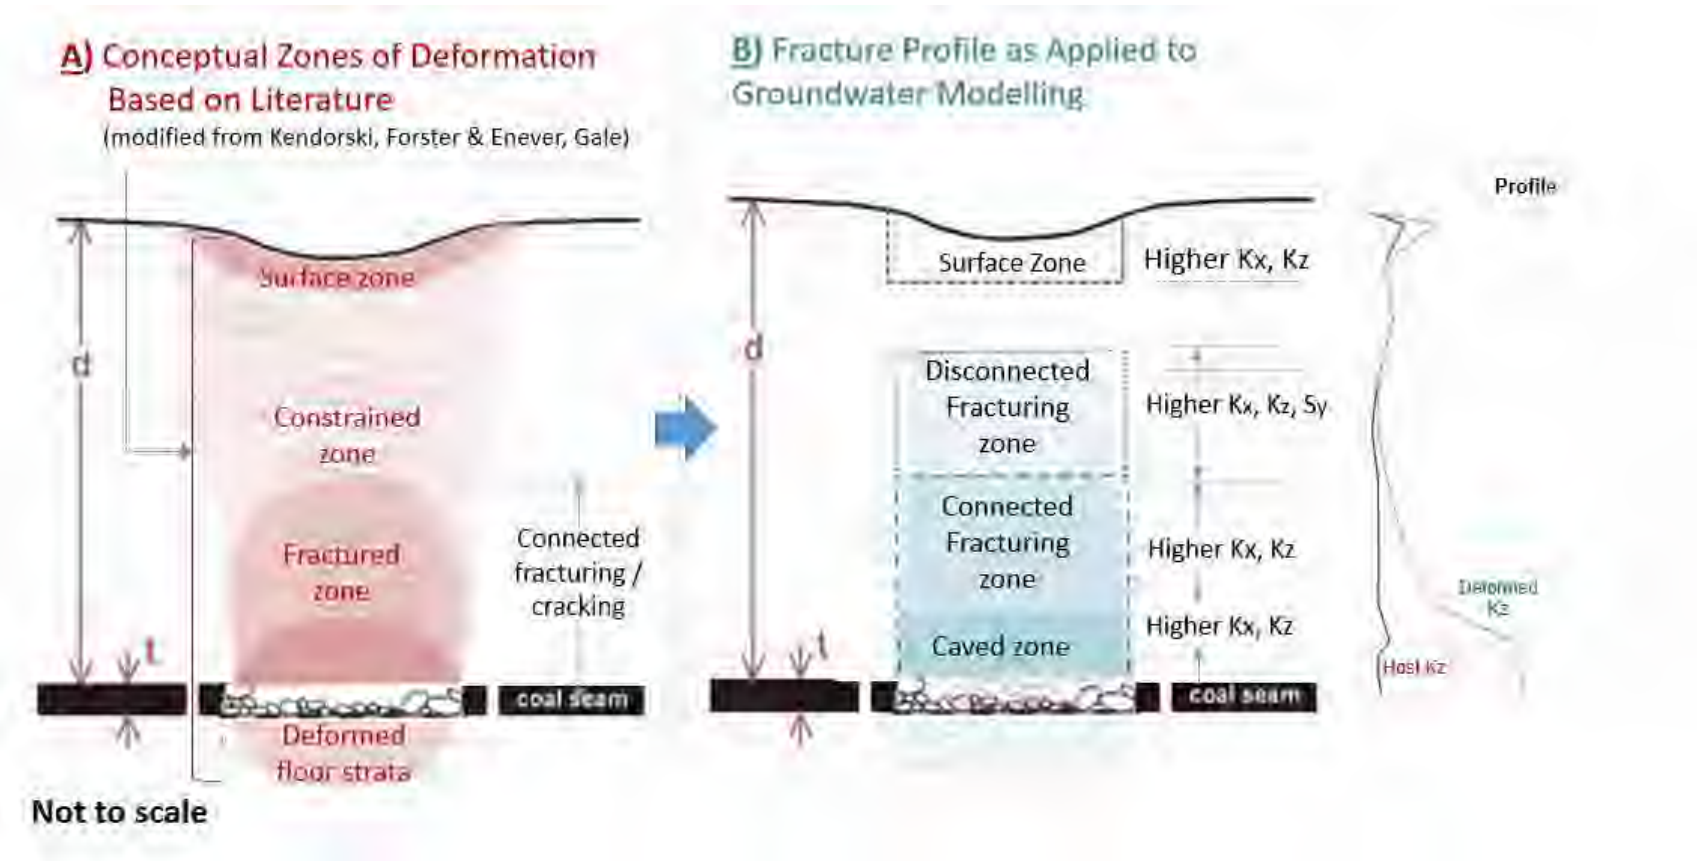 A) Conceptual Zones of Deformation
Based on Literature
(modified from Kendorski, Forster & Enever, Gale)
Surface zone
d
Constrained
zone
Fractured
zone
Connected
fracturing /
cracking
t
coal seam
Deformed
floor strata
Not to scale
B) Fracture Profile as Applied to
Groundwater Modelling
Profile
Surface Zone
Higher Kx, Kz
d
Disconnected
Fracturing
zone
Higher Kx, Kz, Sy
Connected
Fracturing
zone
Higher Kx, Kz
Caved zone
Higher Kx, Kz
t
coal seam
Deformed
Kz
Host Kz